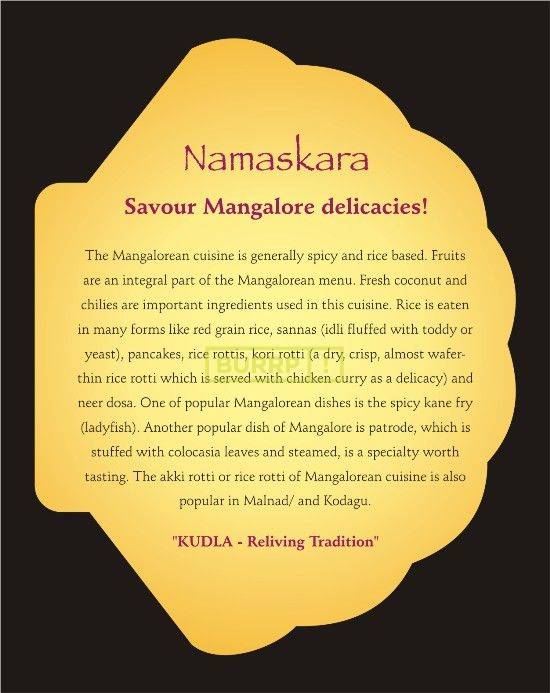 Namaskara
Savour Mangalore delicacies!
The Mangalorean cuisine is generally spicy and rice based. Fruits
are an integral part of the Mangalorean menu. Fresh coconut and
chilies are important ingredients used in this cuisine. Rice is eaten
in many forms like red grain rice, sannas (idli fluffed with toddy or
yeast), pancakes, rice rottis, kori rotti (a dry, crisp, almost wafer-
thin rice rotti which is served with chicken curry as a delicacy) and
neer dosa. One of popular Mangalorean dishes is the spicy kane fry
(ladyfish). Another popular dish of Mangalore is patrode, which is
stuffed with colocasia leaves and steamed, is a specialty worth
tasting. The akki rotti or rice rotti of Mangalorean cuisine is also
popular in Malnad/ and Kodagu.
"KUDLA - Reliving Tradition"
BURRP!